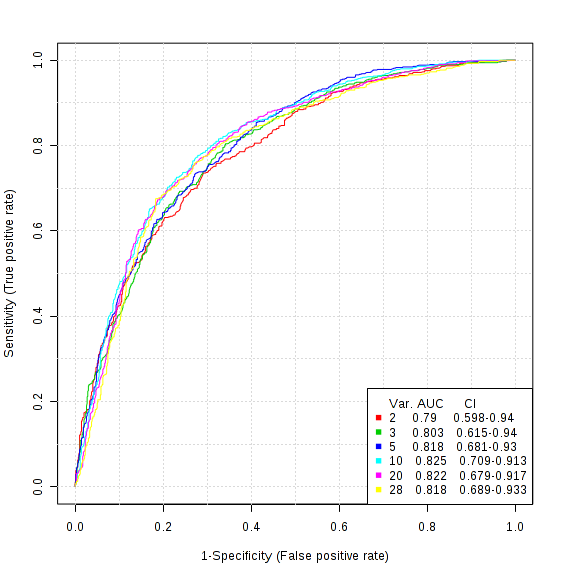 1.0
0.8
0.6
0.4
0.2
0.0
Sensitivity (True positive rate)
Var. AUC CI
2 0.79 0.598-0.94
3 0.803 0.615-0.94
5 0.818 0.681-0.93
10 0.825 0.709-0.913
20 0.822 0.679-0.917
28 0.818 0.689-0.933
0.0 0.2 0.4 0.6 0.8 1.0
1-Specificity (False positive rate)